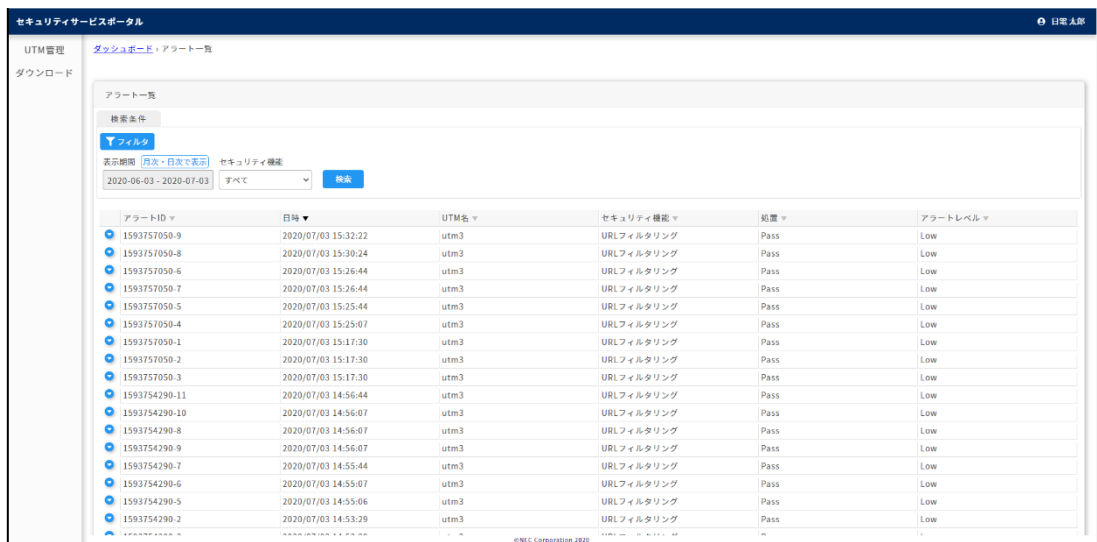 セキュリティサービスポータル 日電 太郎
UTM管理
ダウンロード
ダッシュボード › アラート一覧
アラート一覧
検索条件
フィルタ
表示期間 月次・日次で表示 セキュリティ機能
2020-06-03 - 2020-07-03 すべて 検索
アラートID ▼ 日時 ▼ UTM名 ▼ セキュリティ機能 ▼ 処置 ▼ アラートレベル ▼
1593757050-9 2020/07/03 15:32:22 utm3 URLフィルタリング Pass Low
1593757050-8 2020/07/03 15:30:24 utm3 URLフィルタリング Pass Low
1593757050-6 2020/07/03 15:26:44 utm3 URLフィルタリング Pass Low
1593757050-7 2020/07/03 15:26:44 utm3 URLフィルタリング Pass Low
1593757050-5 2020/07/03 15:25:44 utm3 URLフィルタリング Pass Low
1593757050-4 2020/07/03 15:25:07 utm3 URLフィルタリング Pass Low
1593757050-1 2020/07/03 15:17:30 utm3 URLフィルタリング Pass Low
1593757050-2 2020/07/03 15:17:30 utm3 URLフィルタリング Pass Low
1593757050-3 2020/07/03 15:17:30 utm3 URLフィルタリング Pass Low
1593754290-11 2020/07/03 14:56:44 utm3 URLフィルタリング Pass Low
1593754290-10 2020/07/03 14:56:07 utm3 URLフィルタリング Pass Low
1593754290-8 2020/07/03 14:56:07 utm3 URLフィルタリング Pass Low
1593754290-9 2020/07/03 14:56:07 utm3 URLフィルタリング Pass Low
1593754290-7 2020/07/03 14:55:44 utm3 URLフィルタリング Pass Low
1593754290-6 2020/07/03 14:55:07 utm3 URLフィルタリング Pass Low
1593754290-5 2020/07/03 14:55:06 utm3 URLフィルタリング Pass Low
1593754290-2 2020/07/03 14:53:29 utm3 URLフィルタリング Pass Low
©NEC Corporation 2020